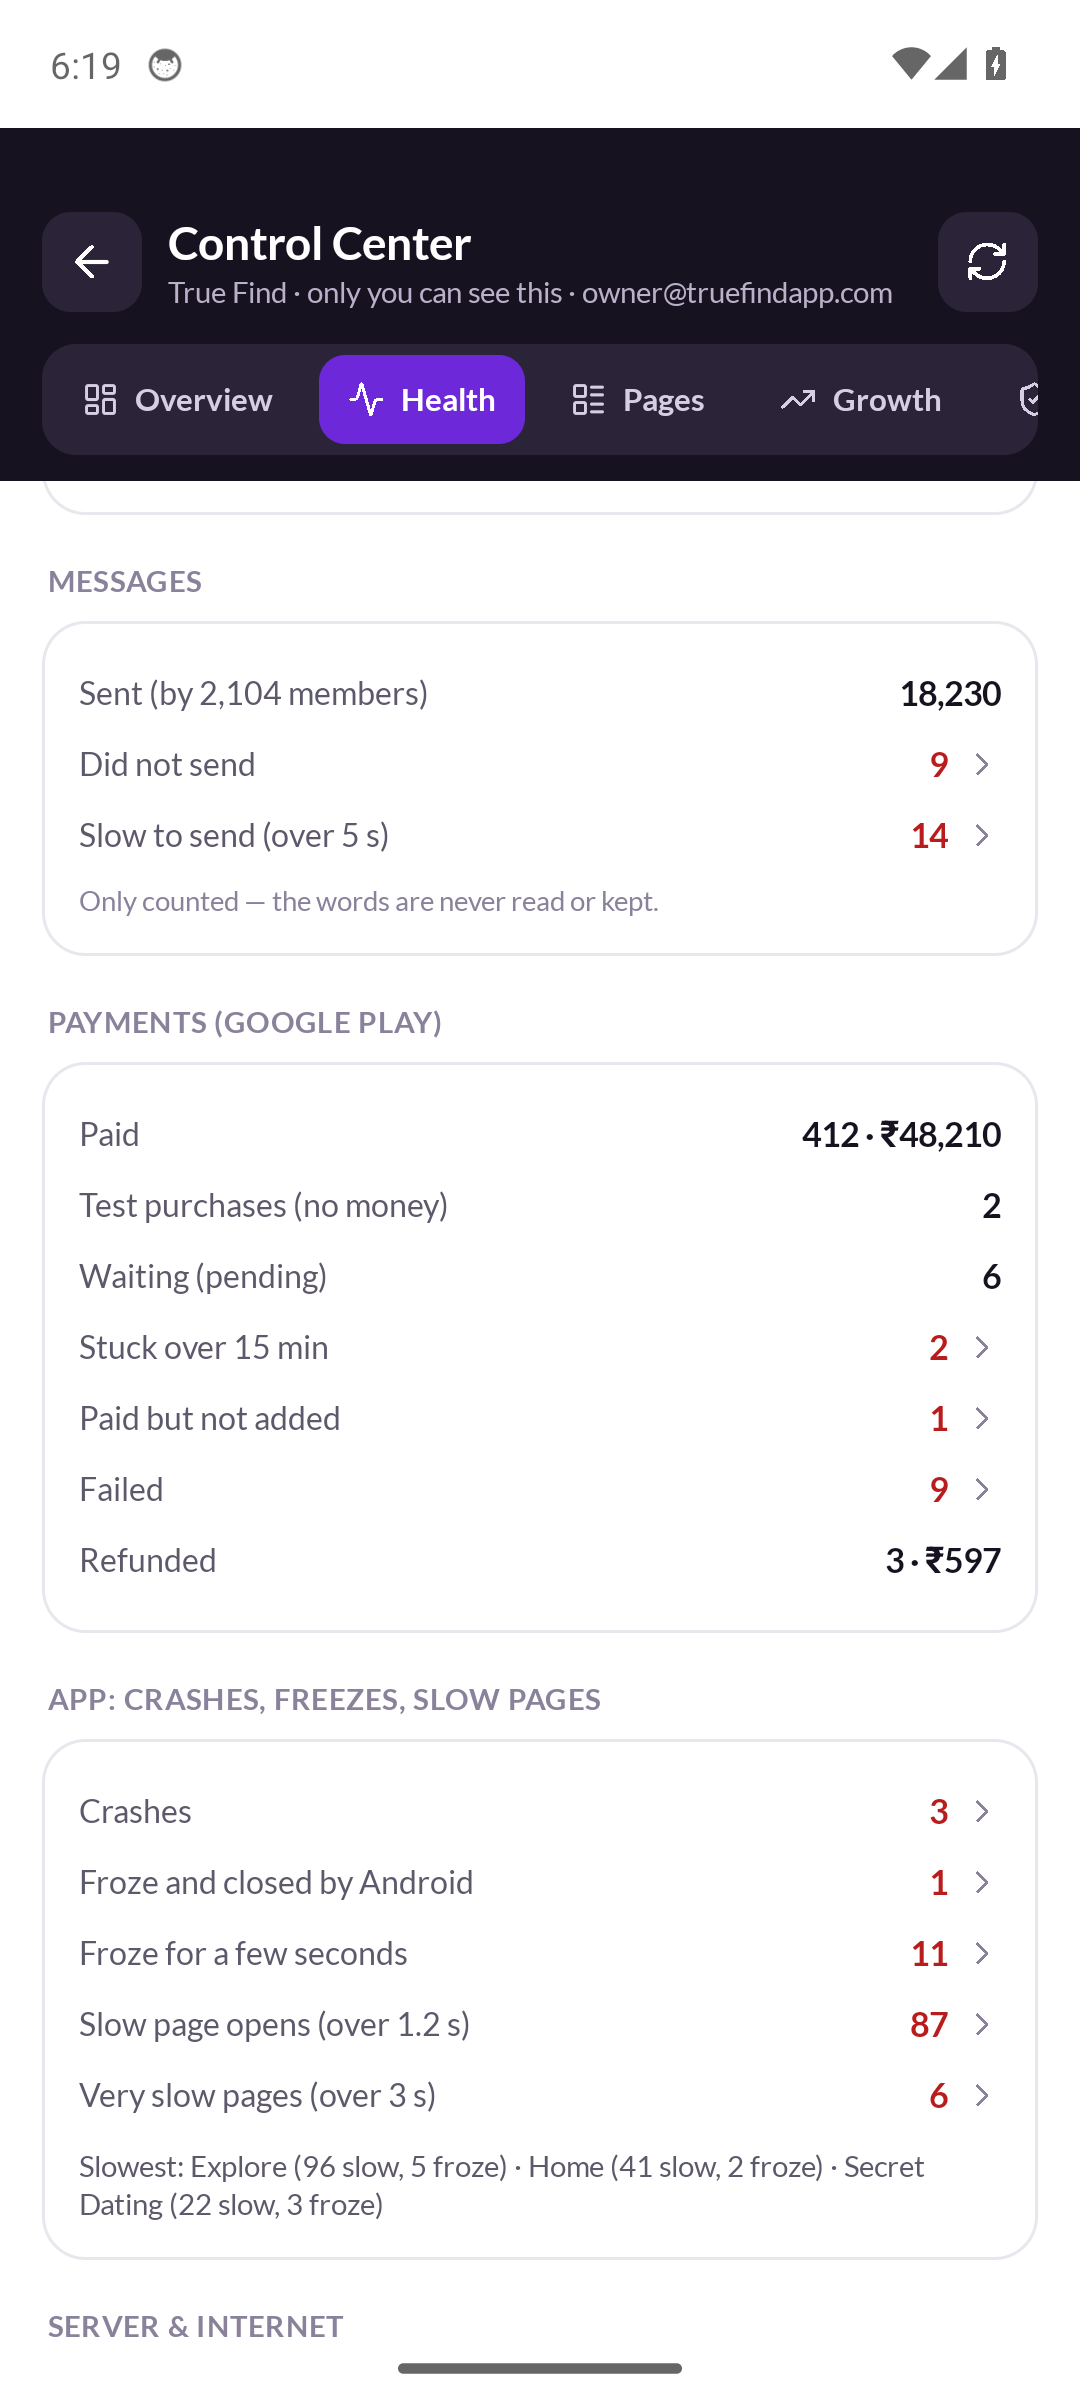 6:19
Control Center
True Find · only you can see this · owner@truefindapp.com
Overview
Health
Pages
Growth
MESSAGES
Sent (by 2,104 members) 18,230
Did not send 9
Slow to send (over 5 s) 14
Only counted — the words are never read or kept.
PAYMENTS (GOOGLE PLAY)
Paid 412 · ₹48,210
Test purchases (no money) 2
Waiting (pending) 6
Stuck over 15 min 2
Paid but not added 1
Failed 9
Refunded 3 · ₹597
APP: CRASHES, FREEZES, SLOW PAGES
Crashes 3
Froze and closed by Android 1
Froze for a few seconds 11
Slow page opens (over 1.2 s) 87
Very slow pages (over 3 s) 6
Slowest: Explore (96 slow, 5 froze) · Home (41 slow, 2 froze) · Secret
Dating (22 slow, 3 froze)
SERVER & INTERNET